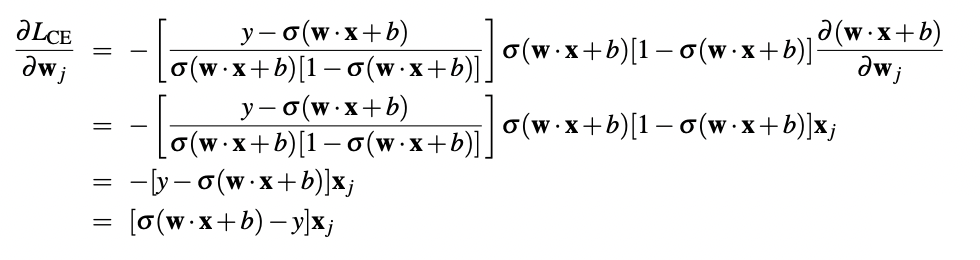 ∂L_CE/∂w_j = −[(y−σ(w·x+b))/(σ(w·x+b)[1−σ(w·x+b)])] σ(w·x+b)[1−σ(w·x+b)] ∂(w·x+b)/∂w_j
= −[(y−σ(w·x+b))/(σ(w·x+b)[1−σ(w·x+b)])] σ(w·x+b)[1−σ(w·x+b)]x_j
= −[y−σ(w·x+b)]x_j
= [σ(w·x+b)−y]x_j